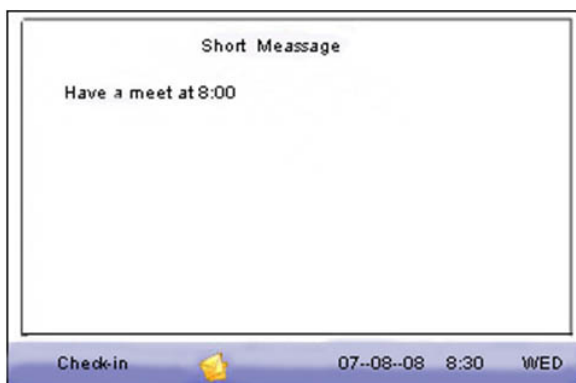 Short Meassage
Have a meet at 8:00
Check-in 07--08--08 8:30 WED